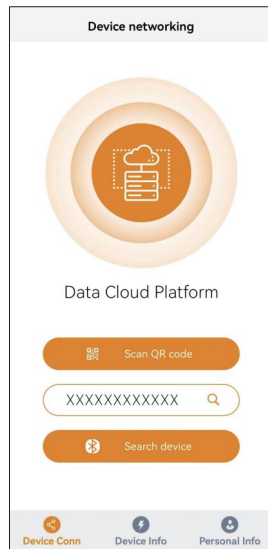 Device networking
Data Cloud Platform
Scan QR code
XXXXXXXXXXXX
Search device
Device Conn Device Info Personal Info